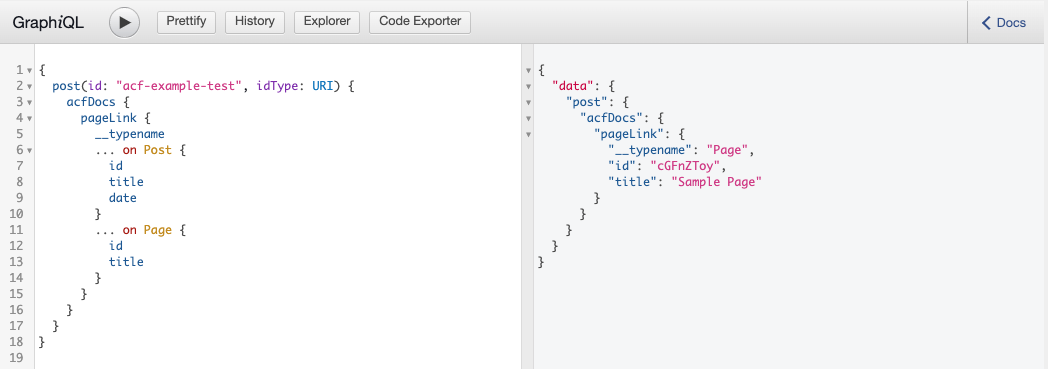 GraphiQL Prettify History Explorer Code Exporter Docs
1 {
2 post(id: "acf-example-test", idType: URI) {
3 acfDocs {
4 pageLink {
5 __typename
6 ... on Post {
7 id
8 title
9 date
10 }
11 ... on Page {
12 id
13 title
14 }
15 }
16 }
17 }
18 }
19
{
"data": {
"post": {
"acfDocs": {
"pageLink": {
"__typename": "Page",
"id": "cGFnZToy",
"title": "Sample Page"
}
}
}
}
}